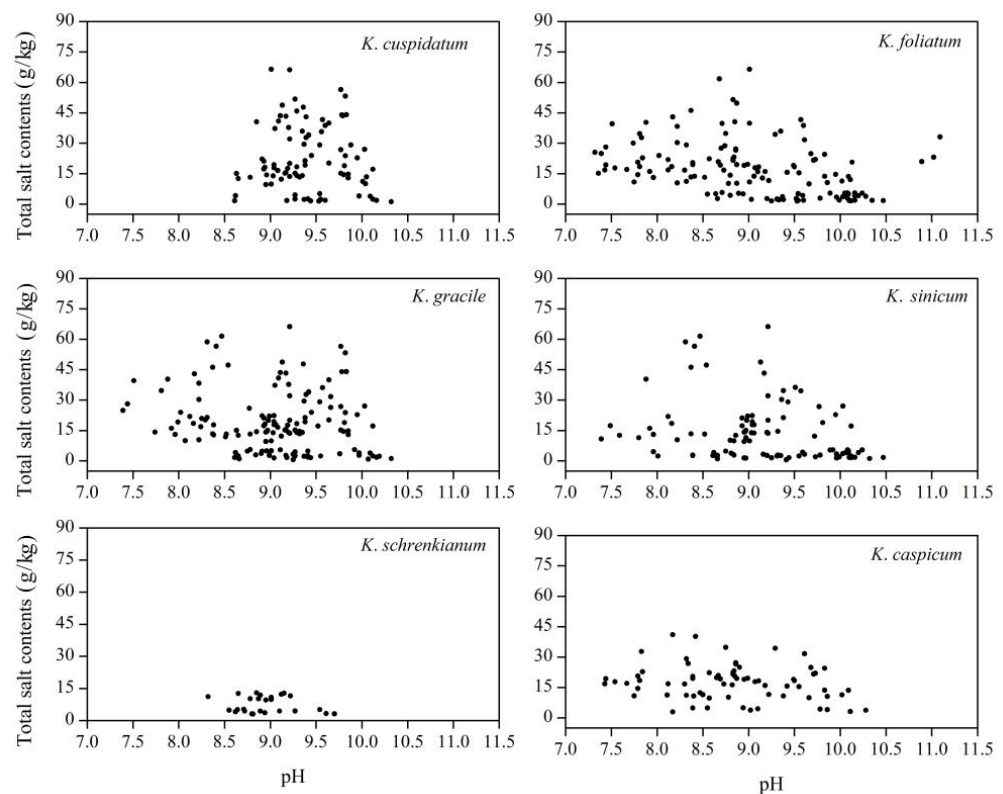 Total salt contents (g/kg)
90
75
60
45
30
15
0
K. cuspidatum
7.0 7.5 8.0 8.5 9.0 9.5 10.0 10.5 11.0 11.5
90
75
60
45
30
15
0
K. foliatum
7.0 7.5 8.0 8.5 9.0 9.5 10.0 10.5 11.0 11.5
Total salt contents (g/kg)
90
75
60
45
30
15
0
K. gracile
7.0 7.5 8.0 8.5 9.0 9.5 10.0 10.5 11.0 11.5
90
75
60
45
30
15
0
K. sinicum
7.0 7.5 8.0 8.5 9.0 9.5 10.0 10.5 11.0 11.5
Total salt contents (g/kg)
90
75
60
45
30
15
0
K. schrenkianum
7.0 7.5 8.0 8.5 9.0 9.5 10.0 10.5 11.0 11.5
pH
90
75
60
45
30
15
0
K. caspicum
7.0 7.5 8.0 8.5 9.0 9.5 10.0 10.5 11.0 11.5
pH